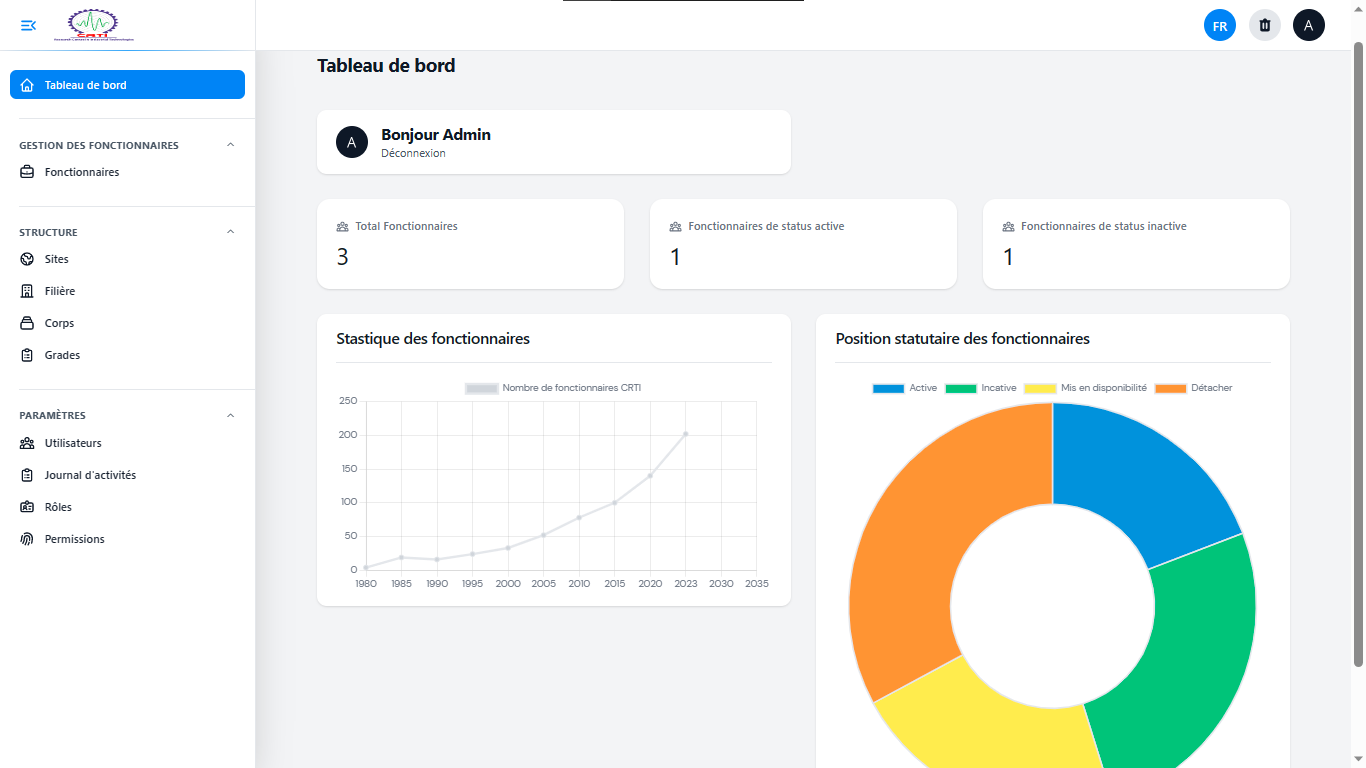 CRTI
FR
A
Tableau de bord
Tableau de bord
GESTION DES FONCTIONNAIRES
Fonctionnaires
STRUCTURE
Sites
Filière
Corps
Grades
PARAMÈTRES
Utilisateurs
Journal d'activités
Rôles
Permissions
A
Bonjour Admin
Déconnexion
Total Fonctionnaires
3
Fonctionnaires de status active
1
Fonctionnaires de status inactive
1
Stastique des fonctionnaires
Nombre de fonctionnaires CRTI
250
200
150
100
50
0
1980 1985 1990 1995 2000 2005 2010 2015 2020 2023 2030 2035
Position statutaire des fonctionnaires
Active Incative Mis en disponibilité Détacher